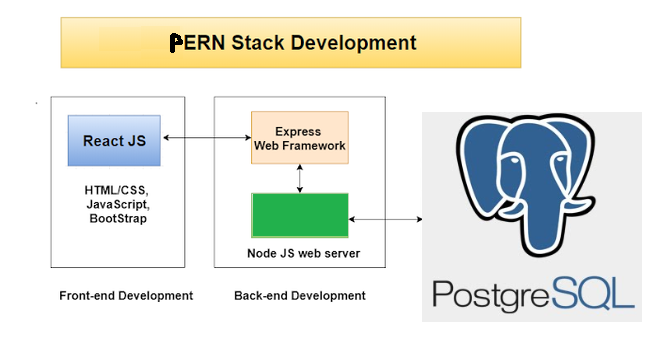 PERN Stack Development
React JS
HTML/CSS,
JavaScript,
BootStrap
Front-end Development
Express
Web Framework
Node JS web server
Back-end Development
PostgreSQL